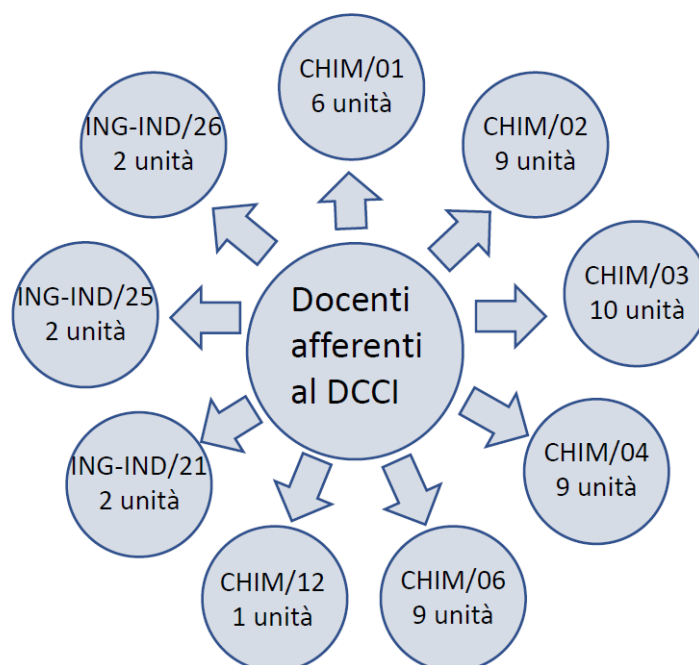 CHIM/01
6 unità
CHIM/02
9 unità
CHIM/03
10 unità
CHIM/04
9 unità
CHIM/06
9 unità
CHIM/12
1 unità
ING-IND/21
2 unità
ING-IND/25
2 unità
ING-IND/26
2 unità
Docenti
afferenti
al DCCI